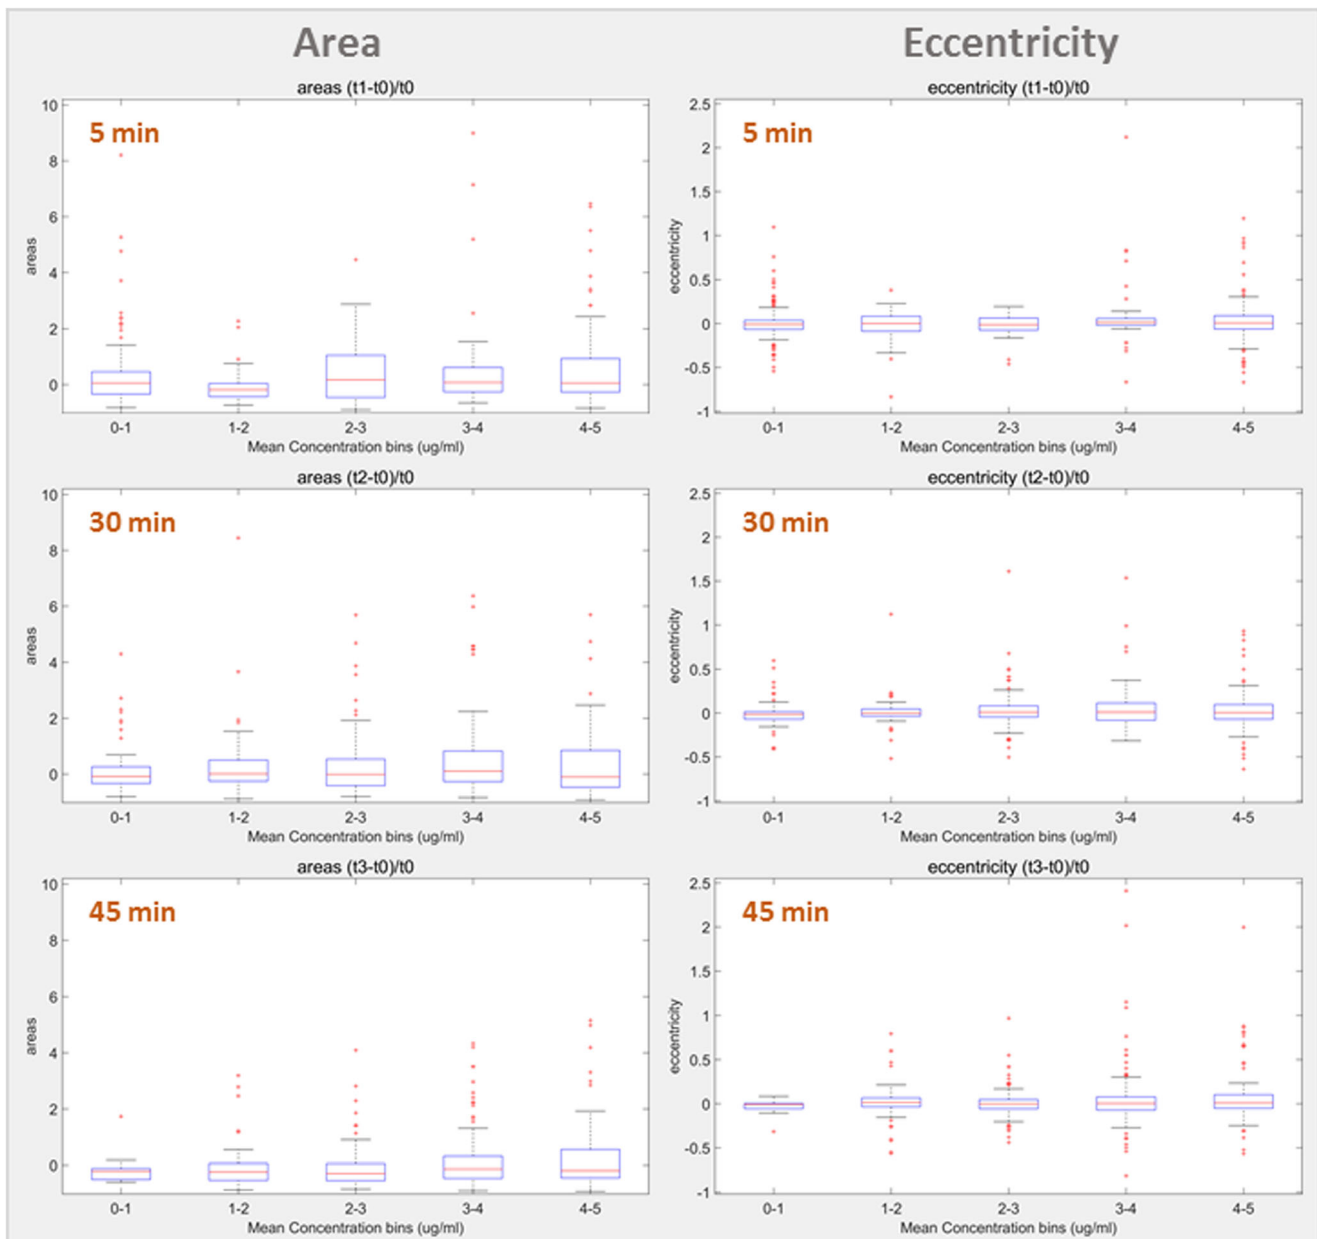 Area
Eccentricity
areas (t1-t0)/t0
5 min
areas
10
8
6
4
2
0
0-1 1-2 2-3 3-4 4-5
Mean Concentration bins (ug/ml)
eccentricity (t1-t0)/t0
5 min
eccentricity
2.5
2
1.5
1
0.5
0
-0.5
-1
0-1 1-2 2-3 3-4 4-5
Mean Concentration bins (ug/ml)
areas (t2-t0)/t0
30 min
areas
10
8
6
4
2
0
0-1 1-2 2-3 3-4 4-5
Mean Concentration bins (ug/ml)
eccentricity (t2-t0)/t0
30 min
eccentricity
2.5
2
1.5
1
0.5
0
-0.5
-1
0-1 1-2 2-3 3-4 4-5
Mean Concentration bins (ug/ml)
areas (t3-t0)/t0
45 min
areas
10
8
6
4
2
0
0-1 1-2 2-3 3-4 4-5
Mean Concentration bins (ug/ml)
eccentricity (t3-t0)/t0
45 min
eccentricity
2.5
2
1.5
1
0.5
0
-0.5
-1
0-1 1-2 2-3 3-4 4-5
Mean Concentration bins (ug/ml)